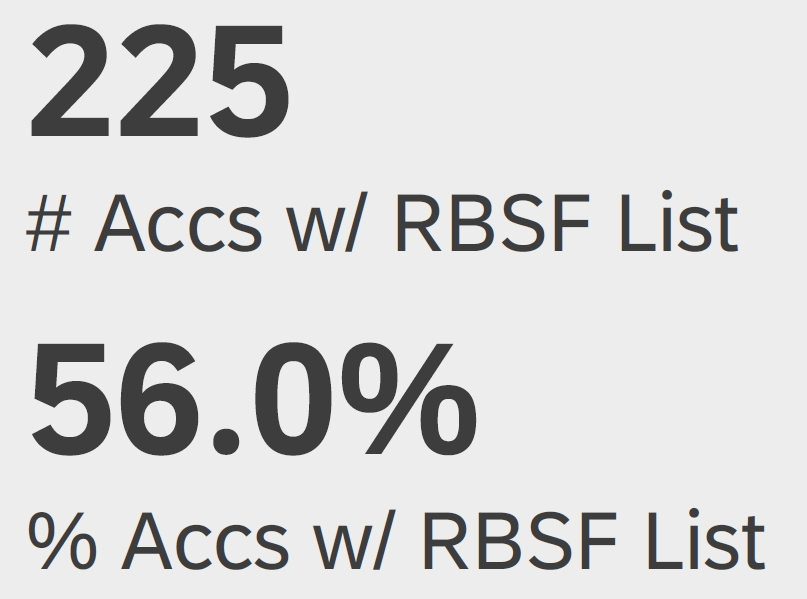 225
# Accs w/ RBSF List
56.0%
% Accs w/ RBSF List